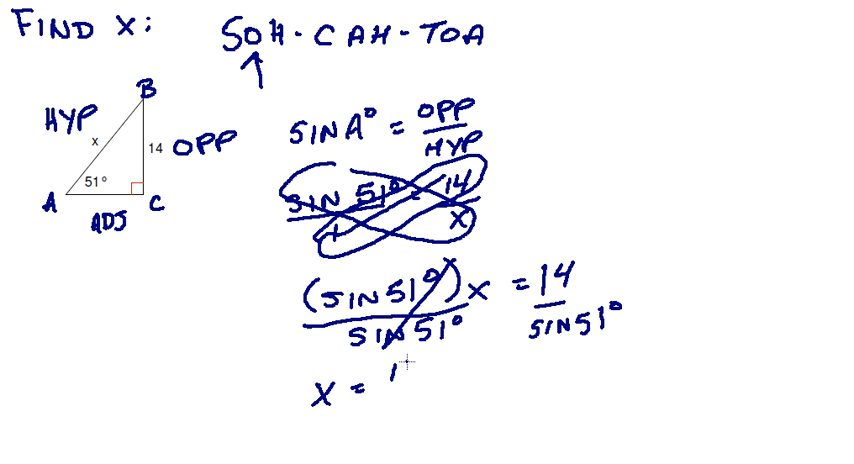 FIND X:
SOH-CAH-TOA
B
HYP
x
14 OPP
51°
A
C
ADJ
SIN A° = OPP
HYP
SIN 51° = 14
1
X
(SIN 51°)X = 14
SIN 51°
SIN 51°
X = 1